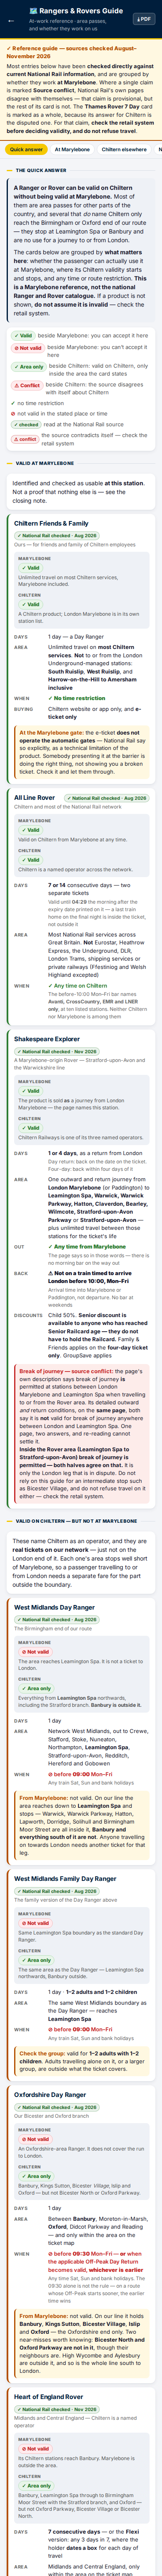 ←
🗺️ Rangers & Rovers Guide
At-work reference · area passes, and whether they work on us
⤓ PDF
✓ Reference guide — sources checked August–
November 2026
Most entries below have been checked directly against
current National Rail information, and are grouped by
whether they are valid at Marylebone. Where a single
card is marked Source conflict, National Rail's own pages
disagree with themselves — that card is provisional, but
the rest of its card is not. The Thames Rover 7 Day card
is marked as a whole, because its answer for Chiltern is
the disputed part. For that claim, check the retail system
before deciding validity, and do not refuse travel.
Quick answer
At Marylebone
Chiltern elsewhere
THE QUICK ANSWER
A Ranger or Rover can be valid on Chiltern
without being valid at Marylebone. Most of
them are area passes for other parts of the
country, and several that do name Chiltern only
reach the Birmingham or Oxford end of our route
— they stop at Leamington Spa or Banbury and
are no use for a journey to or from London.
The cards below are grouped by what matters
here: whether the passenger can actually use it
at Marylebone, where its Chiltern validity starts
and stops, and any time or route restriction. This
is a Marylebone reference, not the national
Ranger and Rover catalogue. If a product is not
shown, do not assume it is invalid — check the
retail system.
✓ Valid beside Marylebone: you can accept it here
⊘ Not valid beside Marylebone: you can't accept it
here
✓ Area only beside Chiltern: valid on Chiltern, only
inside the area the card states
⚠ Conflict beside Chiltern: the source disagrees
with itself about Chiltern
✓ no time restriction
⊘ not valid in the stated place or time
✓ checked read at the National Rail source
⚠ conflict the source contradicts itself — check the
retail system
VALID AT MARYLEBONE
Identified and checked as usable at this station.
Not a proof that nothing else is — see the
closing note.
Chiltern Friends & Family
✓ National Rail checked · Aug 2026
Ours — for friends and family of Chiltern employees
MARYLEBONE
✓ Valid
Unlimited travel on most Chiltern services,
Marylebone included.
CHILTERN
✓ Valid
A Chiltern product; London Marylebone is in its own
station list.
DAYS 1 day — a Day Ranger
AREA Unlimited travel on most Chiltern
services. Not to or from the London
Underground-managed stations:
South Ruislip, West Ruislip, and
Harrow-on-the-Hill to Amersham
inclusive
WHEN ✓ No time restriction
BUYING Chiltern website or app only, and e-
ticket only
At the Marylebone gate: the e-ticket does not
operate the automatic gates — National Rail say
so explicitly, as a technical limitation of the
product. Somebody presenting it at the barrier is
doing the right thing, and showing you a known
ticket. Check it and let them through.
All Line Rover ✓ National Rail checked · Aug 2026
Chiltern and most of the National Rail network
MARYLEBONE
✓ Valid
Valid on Chiltern from Marylebone at any time.
CHILTERN
✓ Valid
Chiltern is a named operator across the network.
DAYS 7 or 14 consecutive days — two
separate tickets
Valid until 04:29 the morning after the
expiry date printed on it — a last train
home on the final night is inside the ticket,
not outside it
AREA Most National Rail services across
Great Britain. Not Eurostar, Heathrow
Express, the Underground, DLR,
London Trams, shipping services or
private railways (Ffestiniog and Welsh
Highland excepted)
WHEN ✓ Any time on Chiltern
The before-10:00 Mon–Fri bar names
Avanti, CrossCountry, EMR and LNER
only, at ten listed stations. Neither Chiltern
nor Marylebone is among them
Shakespeare Explorer
✓ National Rail checked · Nov 2026
A Marylebone-origin Rover — Stratford-upon-Avon and
the Warwickshire line
MARYLEBONE
✓ Valid
The product is sold as a journey from London
Marylebone — the page names this station.
CHILTERN
✓ Valid
Chiltern Railways is one of its three named operators.
DAYS 1 or 4 days, as a return from London
Day return: back on the date on the ticket.
Four-day: back within four days of it
AREA One outward and return journey from
London Marylebone (or Paddington) to
Leamington Spa, Warwick, Warwick
Parkway, Hatton, Claverdon, Bearley,
Wilmcote, Stratford-upon-Avon
Parkway or Stratford-upon-Avon —
plus unlimited travel between those
stations for the ticket's life
OUT ✓ Any time from Marylebone
The page says so in those words — there is
no morning bar on the way out
BACK ⚠ Not on a train timed to arrive
London before 10:00, Mon–Fri
Arrival time into Marylebone or
Paddington, not departure. No bar at
weekends
DISCOUNTS Child 50%. Senior discount is
available to anyone who has reached
Senior Railcard age — they do not
have to hold the Railcard. Family &
Friends applies on the four-day ticket
only. GroupSave applies
Break of journey — source conflict: the page's
own description says break of journey is
permitted at stations between London
Marylebone and Leamington Spa when travelling
to or from the Rover area. Its detailed outward
and return conditions, on the same page, both
say it is not valid for break of journey anywhere
between London and Leamington Spa. One
page, two answers, and re-reading cannot
settle it.
Inside the Rover area (Leamington Spa to
Stratford-upon-Avon) break of journey is
permitted — both halves agree on that. It is
only the London leg that is in dispute. Do not
rely on this guide for an intermediate stop such
as Bicester Village, and do not refuse travel on it
either — check the retail system.
VALID ON CHILTERN — BUT NOT AT MARYLEBONE
These name Chiltern as an operator, and they are
real tickets on our network — just not on the
London end of it. Each one's area stops well short
of Marylebone, so a passenger travelling to or
from London needs a separate fare for the part
outside the boundary.
West Midlands Day Ranger
✓ National Rail checked · Aug 2026
The Birmingham end of our route
MARYLEBONE
⊘ Not valid
The area reaches Leamington Spa. It is not a ticket to
London.
CHILTERN
✓ Area only
Everything from Leamington Spa northwards,
including the Stratford branch. Banbury is outside it.
DAYS 1 day
AREA Network West Midlands, out to Crewe,
Stafford, Stoke, Nuneaton,
Northampton, Leamington Spa,
Stratford-upon-Avon, Redditch,
Hereford and Gobowen
WHEN ⊘ before 09:00 Mon–Fri
Any train Sat, Sun and bank holidays
From Marylebone: not valid. On our line the
area reaches down to Leamington Spa and
stops — Warwick, Warwick Parkway, Hatton,
Lapworth, Dorridge, Solihull and Birmingham
Moor Street are all inside it, Banbury and
everything south of it are not. Anyone travelling
on towards London needs another ticket for that
leg.
West Midlands Family Day Ranger
✓ National Rail checked · Aug 2026
The family version of the Day Ranger above
MARYLEBONE
⊘ Not valid
Same Leamington Spa boundary as the standard Day
Ranger.
CHILTERN
✓ Area only
The same area as the Day Ranger — Leamington Spa
northwards, Banbury outside.
DAYS 1 day · 1–2 adults and 1–2 children
AREA The same West Midlands boundary as
the Day Ranger — reaches
Leamington Spa
WHEN ⊘ before 09:00 Mon–Fri
Any train Sat, Sun and bank holidays
Check the group: valid for 1–2 adults with 1–2
children. Adults travelling alone with it, or a larger
group, are outside what the ticket covers.
Oxfordshire Day Ranger
✓ National Rail checked · Aug 2026
Our Bicester and Oxford branch
MARYLEBONE
⊘ Not valid
An Oxfordshire-area Ranger. It does not cover the run
to London.
CHILTERN
✓ Area only
Banbury, Kings Sutton, Bicester Village, Islip and
Oxford — but not Bicester North or Oxford Parkway.
DAYS 1 day
AREA Between Banbury, Moreton-in-Marsh,
Oxford, Didcot Parkway and Reading
— and only within the area on the
ticket map
WHEN ⊘ before 09:30 Mon–Fri — or when
the applicable Off-Peak Day Return
becomes valid, whichever is earlier
Any time Sat, Sun and bank holidays. The
09:30 alone is not the rule — on a route
whose Off-Peak starts sooner, the earlier
time wins
From Marylebone: not valid. On our line it holds
Banbury, Kings Sutton, Bicester Village, Islip
and Oxford — the Oxfordshire end only. Two
near-misses worth knowing: Bicester North and
Oxford Parkway are not in it, though their
neighbours are. High Wycombe and Aylesbury
are outside it, and so is the whole line south to
London.
Heart of England Rover
✓ National Rail checked · Nov 2026
Midlands and Central England — Chiltern is a named
operator
MARYLEBONE
⊘ Not valid
Its Chiltern stations reach Banbury. Marylebone is
outside the area.
CHILTERN
✓ Area only
Banbury, Leamington Spa through to Birmingham
Moor Street with the Stratford branch, and Oxford —
but not Oxford Parkway, Bicester Village or Bicester
North.
DAYS 7 consecutive days — or the Flexi
version: any 3 days in 7, where the
holder dates a box for each day of
travel
AREA Midlands and Central England, only
within the area on the ticket map